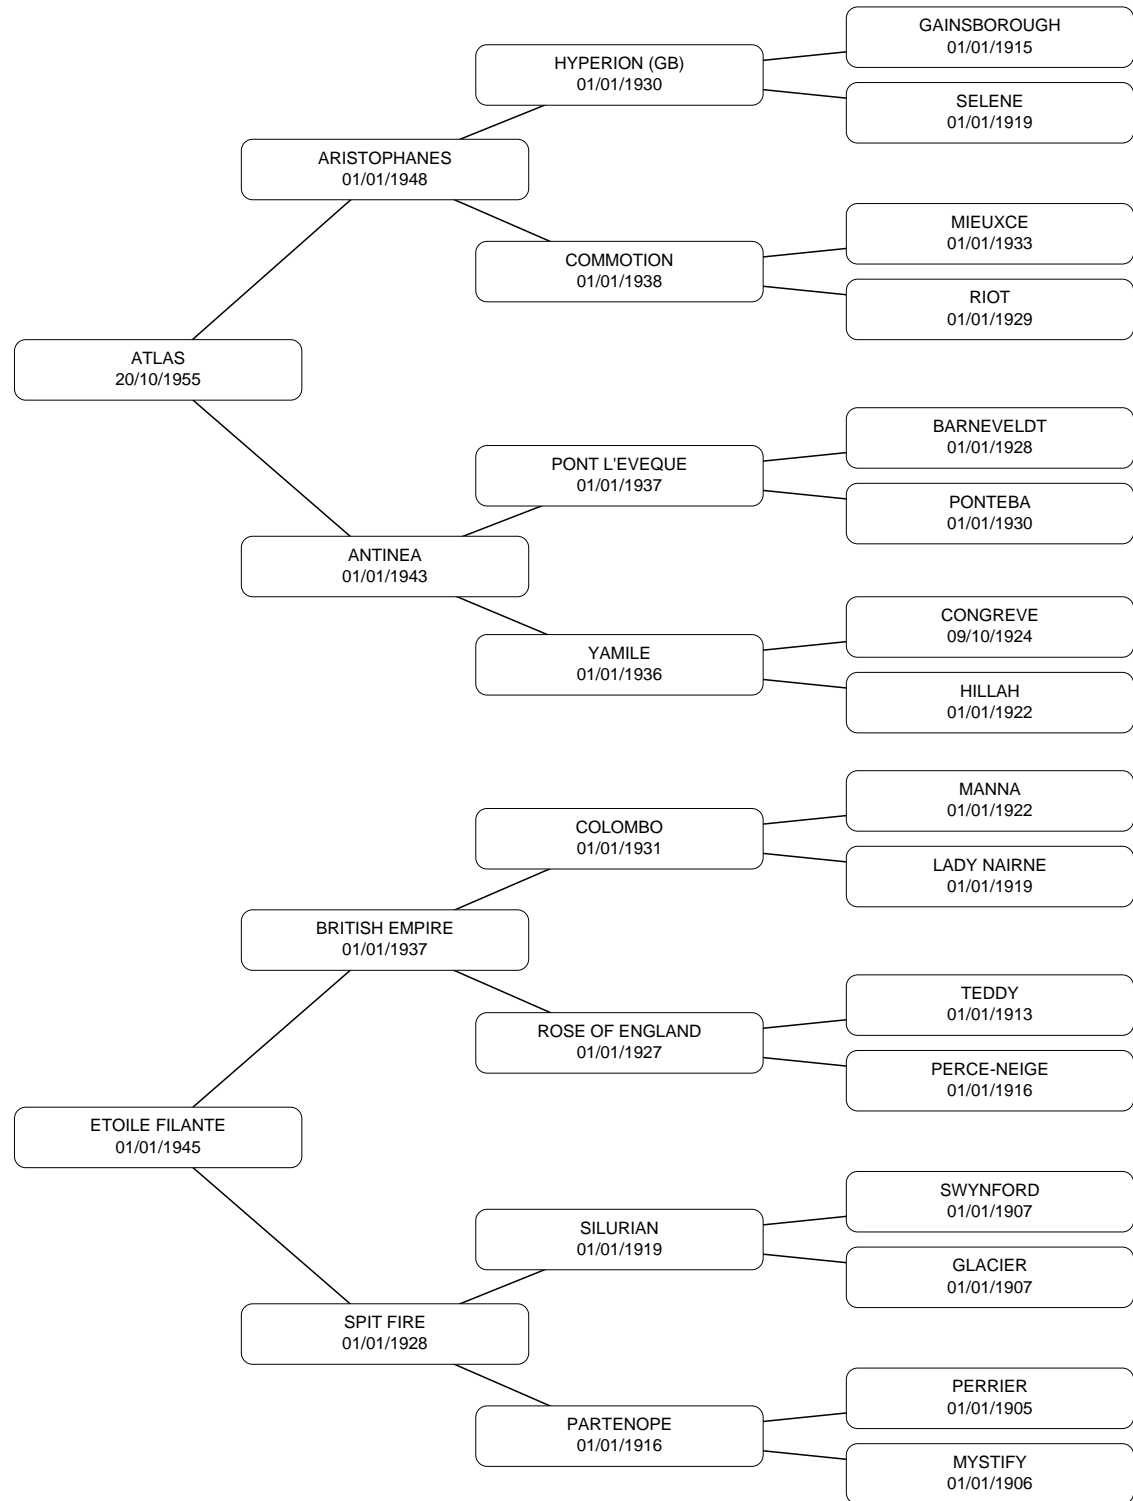 GAINSBOROUGH
01/01/1915
HYPERION (GB)
01/01/1930
SELENE
01/01/1919
ARISTOPHANES
01/01/1948
MIEUXCE
01/01/1933
COMMOTION
01/01/1938
RIOT
01/01/1929
ATLAS
20/10/1955
BARNEVELDT
01/01/1928
PONT L'EVEQUE
01/01/1937
PONTEBA
01/01/1930
ANTINEA
01/01/1943
CONGREVE
09/10/1924
YAMILE
01/01/1936
HILLAH
01/01/1922
MANNA
01/01/1922
COLOMBO
01/01/1931
LADY NAIRNE
01/01/1919
BRITISH EMPIRE
01/01/1937
TEDDY
01/01/1913
ROSE OF ENGLAND
01/01/1927
PERCE-NEIGE
01/01/1916
ETOILE FILANTE
01/01/1945
SWYNFORD
01/01/1907
SILURIAN
01/01/1919
GLACIER
01/01/1907
SPIT FIRE
01/01/1928
PERRIER
01/01/1905
PARTENOPE
01/01/1916
MYSTIFY
01/01/1906